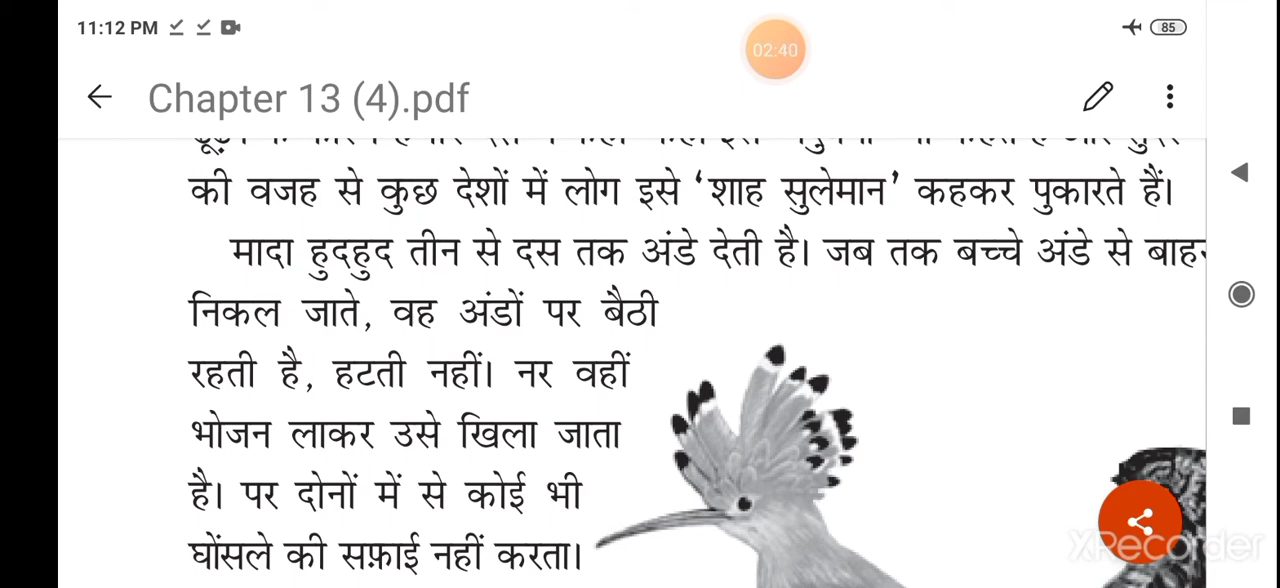 11:12 PM
02:40
85
Chapter 13 (4).pdf
की वजह से कुछ देशों में लोग इसे ‘शाह सुलेमान’ कहकर पुकारते हैं।
मादा हुदहुद तीन से दस तक अंडे देती है। जब तक बच्चे अंडे से
निकल जाते, वह अंडों पर बैठी
रहती है, हटती नहीं। नर वहीं
भोजन लाकर उसे खिला जाता
है। पर दोनों में से कोई भी
घोंसले की सफ़ाई नहीं करता।
XRecorder